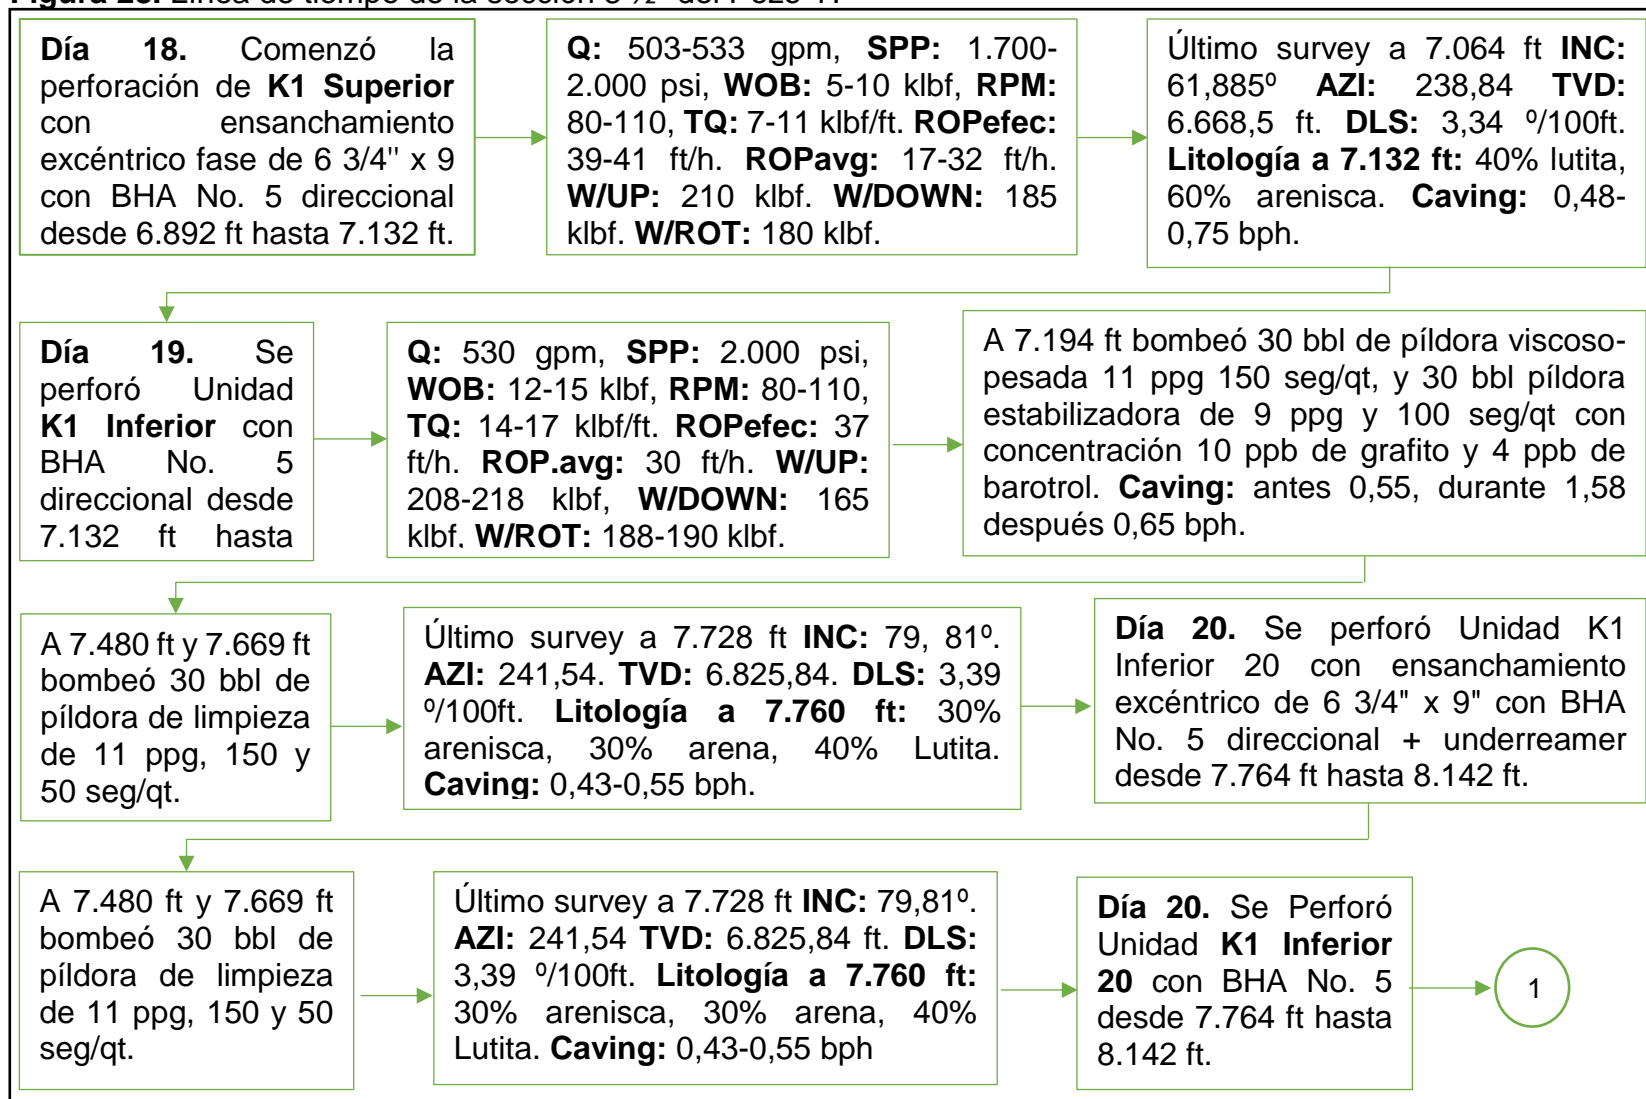 Día 18. Comenzó la
perforación de K1 Superior
con ensanchamiento
excéntrico fase de 6 3/4'' x 9
con BHA No. 5 direccional
desde 6.892 ft hasta 7.132 ft.
Q: 503-533 gpm, SPP: 1.700-
2.000 psi, WOB: 5-10 klbf, RPM:
80-110, TQ: 7-11 klbf/ft. ROPefec:
39-41 ft/h. ROPavg: 17-32 ft/h.
W/UP: 210 klbf. W/DOWN: 185
klbf. W/ROT: 180 klbf.
Último survey a 7.064 ft INC:
61,885º AZI: 238,84 TVD:
6.668,5 ft. DLS: 3,34 º/100ft.
Litología a 7.132 ft: 40% lutita,
60% arenisca. Caving: 0,48-
0,75 bph.
Día 19. Se
perforó Unidad
K1 Inferior con
BHA No. 5
direccional desde
7.132 ft hasta
Q: 530 gpm, SPP: 2.000 psi,
WOB: 12-15 klbf, RPM: 80-110,
TQ: 14-17 klbf/ft. ROPefec: 37
ft/h. ROP.avg: 30 ft/h. W/UP:
208-218 klbf, W/DOWN: 165
klbf. W/ROT: 188-190 klbf.
A 7.194 ft bombeó 30 bbl de píldora viscoso-
pesada 11 ppg 150 seg/qt, y 30 bbl píldora
estabilizadora de 9 ppg y 100 seg/qt con
concentración 10 ppb de grafito y 4 ppb de
barotrol. Caving: antes 0,55, durante 1,58
después 0,65 bph.
A 7.480 ft y 7.669 ft
bombeó 30 bbl de
píldora de limpieza
de 11 ppg, 150 y
50 seg/qt.
Último survey a 7.728 ft INC: 79, 81º.
AZI: 241,54. TVD: 6.825,84. DLS: 3,39
º/100ft. Litología a 7.760 ft: 30%
arenisca, 30% arena, 40% Lutita.
Caving: 0,43-0,55 bph.
Día 20. Se perforó Unidad K1
Inferior 20 con ensanchamiento
excéntrico de 6 3/4" x 9" con BHA
No. 5 direccional + underreamer
desde 7.764 ft hasta 8.142 ft.
A 7.480 ft y 7.669 ft
bombeó 30 bbl de
píldora de limpieza
de 11 ppg, 150 y 50
seg/qt.
Último survey a 7.728 ft INC: 79,81º.
AZI: 241,54 TVD: 6.825,84 ft. DLS:
3,39 º/100ft. Litología a 7.760 ft:
30% arenisca, 30% arena, 40%
Lutita. Caving: 0,43-0,55 bph
Día 20. Se Perforó
Unidad K1 Inferior
20 con BHA No. 5
desde 7.764 ft hasta
8.142 ft.
1